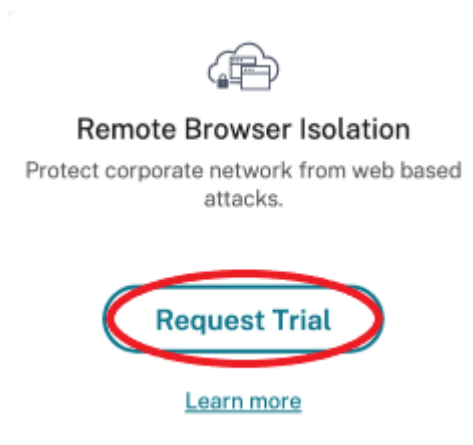 Remote Browser Isolation
Protect corporate network from web based
attacks.
Request Trial
Learn more